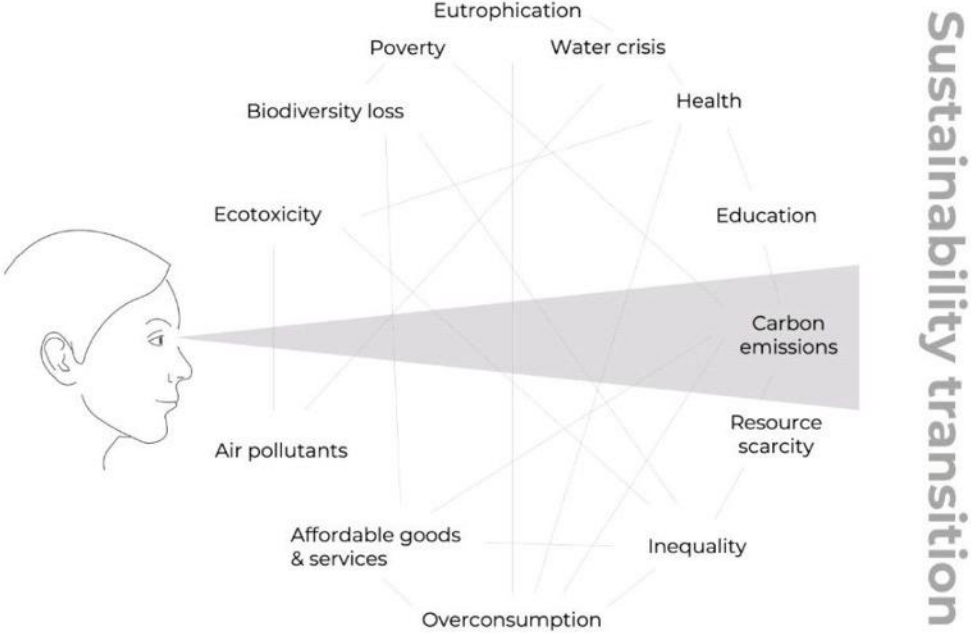 Eutrophication
Poverty
Water crisis
Health
Biodiversity loss
Ecotoxicity
Education
Carbon
emissions
Resource
scarcity
Air pollutants
Affordable goods
& services
Inequality
Overconsumption
Sustainability transition